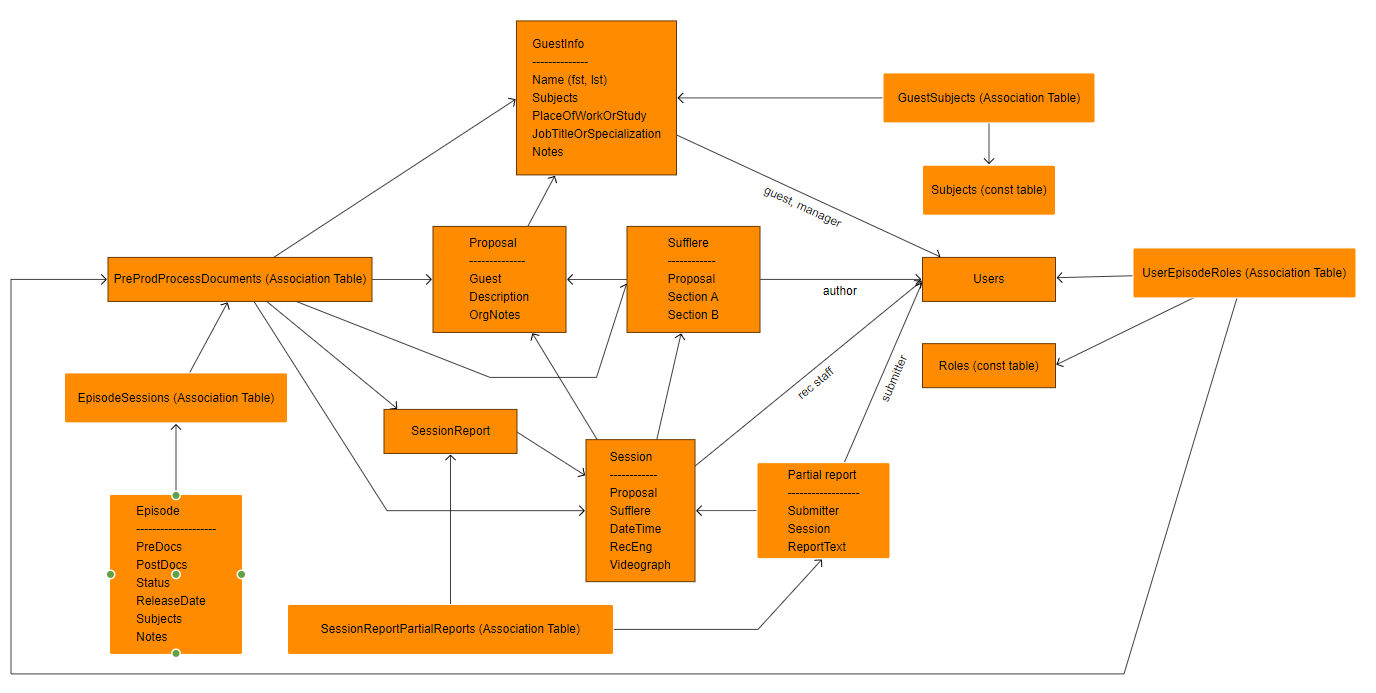 GuestInfo
--------------
Name (fst, lst)
Subjects
PlaceOfWorkOrStudy
JobTitleOrSpecialization
Notes
GuestSubjects (Association Table)
Subjects (const table)
guest, manager
Proposal
--------------
Guest
Description
OrgNotes
Sufflere
------------
Proposal
Section A
Section B
PreProdProcessDocuments (Association Table)
author
Users
UserEpisodeRoles (Association Table)
Roles (const table)
rec staff
submitter
EpisodeSessions (Association Table)
SessionReport
Session
------------
Proposal
Sufflere
DateTime
RecEng
Videograph
Partial report
------------------
Submitter
Session
ReportText
Episode
--------------------
PreDocs
PostDocs
Status
ReleaseDate
Subjects
Notes
SessionReportPartialReports (Association Table)